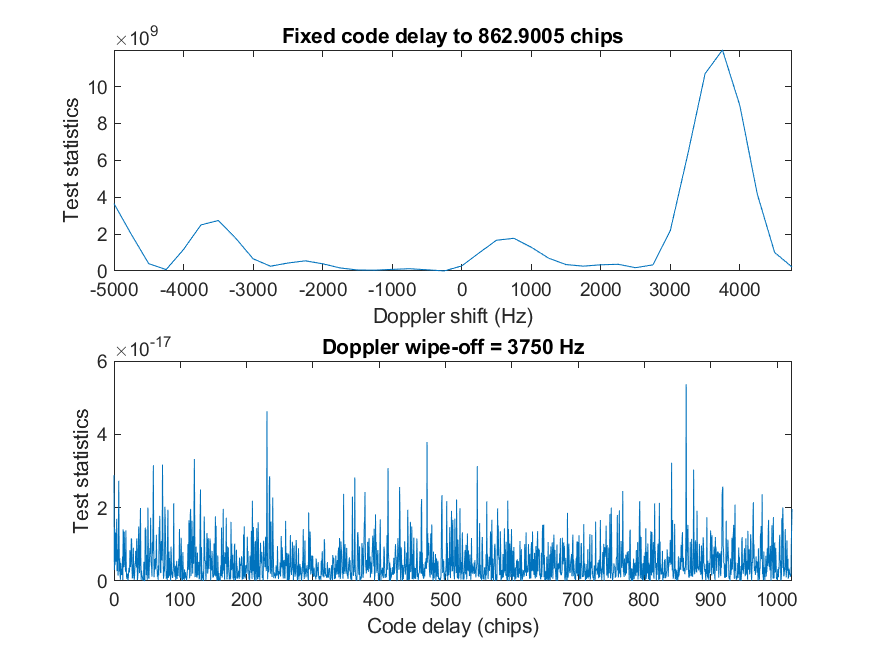 ×10^9
Fixed code delay to 862.9005 chips
10
8
6
4
2
0
Test statistics
-5000 -4000 -3000 -2000 -1000 0 1000 2000 3000 4000
Doppler shift (Hz)
×10^-17
Doppler wipe-off = 3750 Hz
6
4
2
0
Test statistics
0 100 200 300 400 500 600 700 800 900 1000
Code delay (chips)